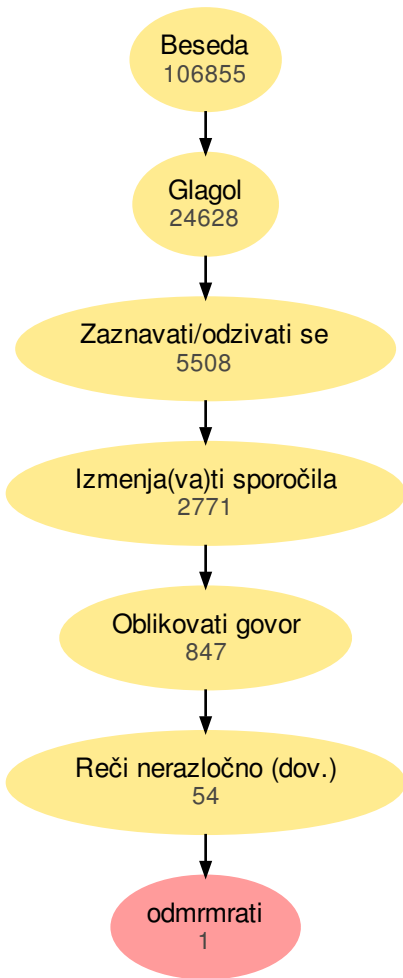 Beseda
106855
Glagol
24628
Zaznavati/odzivati se
5508
Izmenja(va)ti sporočila
2771
Oblikovati govor
847
Reči nerazločno (dov.)
54
odmrmrati
1